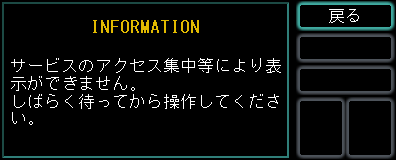 INFORMATION
戻る
サービスのアクセス集中等により表
示ができません。
しばらく待ってから操作してくださ
い。